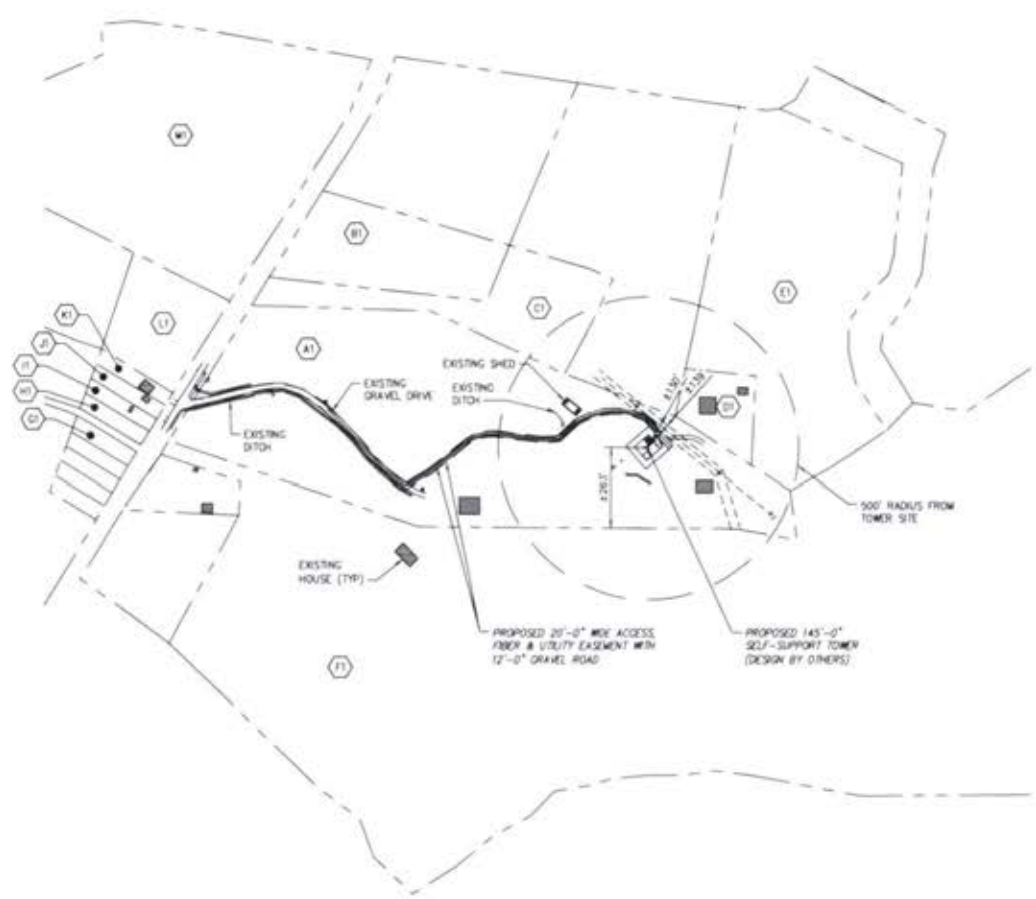 M1
B1
E1
C1
K1
L1
J1
A1
EXISTING SHED
I1
EXISTING
GRAVEL DRIVE
EXISTING
DITCH
H1
D1
G1
EXISTING
DITCH
±263'
500' RADIUS FROM
TOWER SITE
EXISTING
HOUSE (TYP)
PROPOSED 20'-0" WIDE ACCESS,
FIBER & UTILITY EASEMENT WITH
12'-0" GRAVEL ROAD
PROPOSED 145'-0"
SELF-SUPPORT TOWER
(DESIGN BY OTHERS)
F1